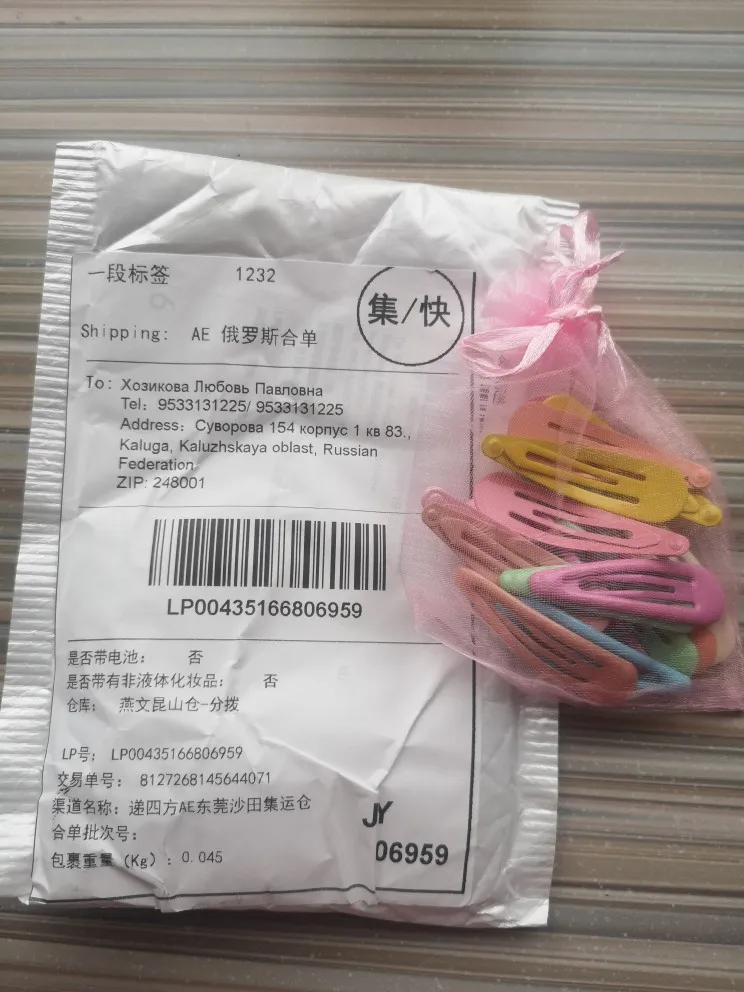 一段标签 1232
集/快
Shipping: AE 俄罗斯合单
To: Хозикова Любовь Павловна
Tel: 9533131225/ 9533131225
Address: Суворова 154 корпус 1 кв 83.,
Kaluga, Kaluzhskaya oblast, Russian
Federation
ZIP: 248001
LP00435166806959
是否带电池: 否
是否带有非液体化妆品: 否
仓库: 燕文昆山仓-分拨
LP号: LP00435166806959
交易单号: 8127268145644071
渠道名称: 递四方AE东莞沙田集运仓
合单批次号:
包裹重量 (Kg): 0.045
JY
06959